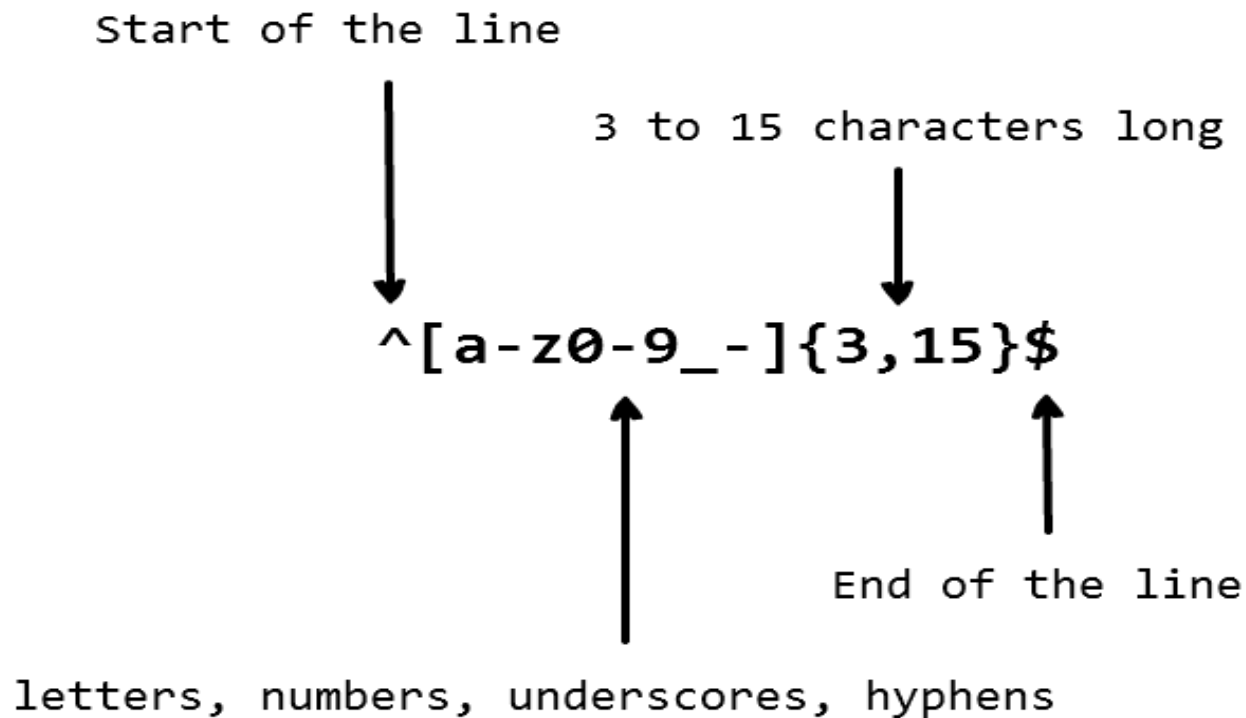 Start of the line
3 to 15 characters long
^[a-z0-9_-]{3,15}$
End of the line
letters, numbers, underscores, hyphens